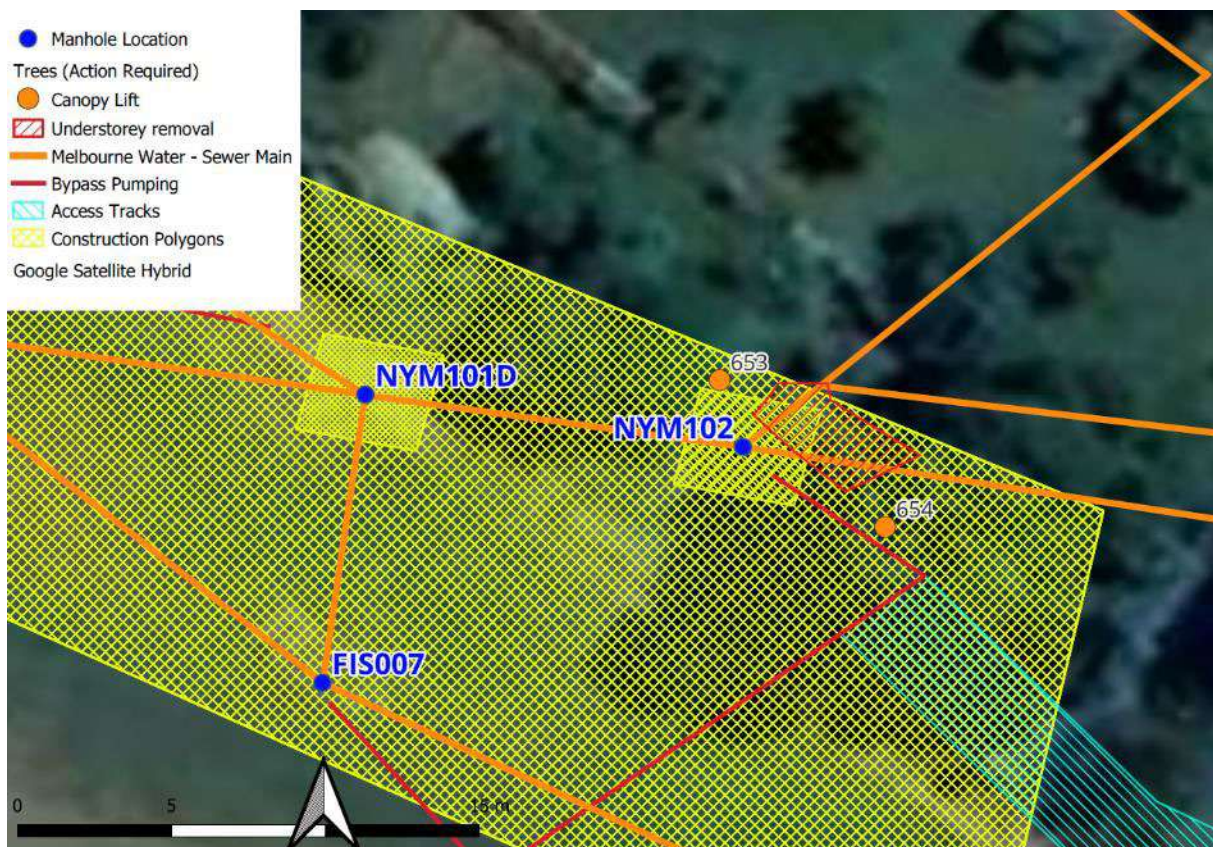 Manhole Location
Trees (Action Required)
Canopy Lift
Understorey removal
Melbourne Water - Sewer Main
Bypass Pumping
Access Tracks
Construction Polygons
Google Satellite Hybrid
653
NYM101D
NYM102
654
FIS007
0 5 15 m